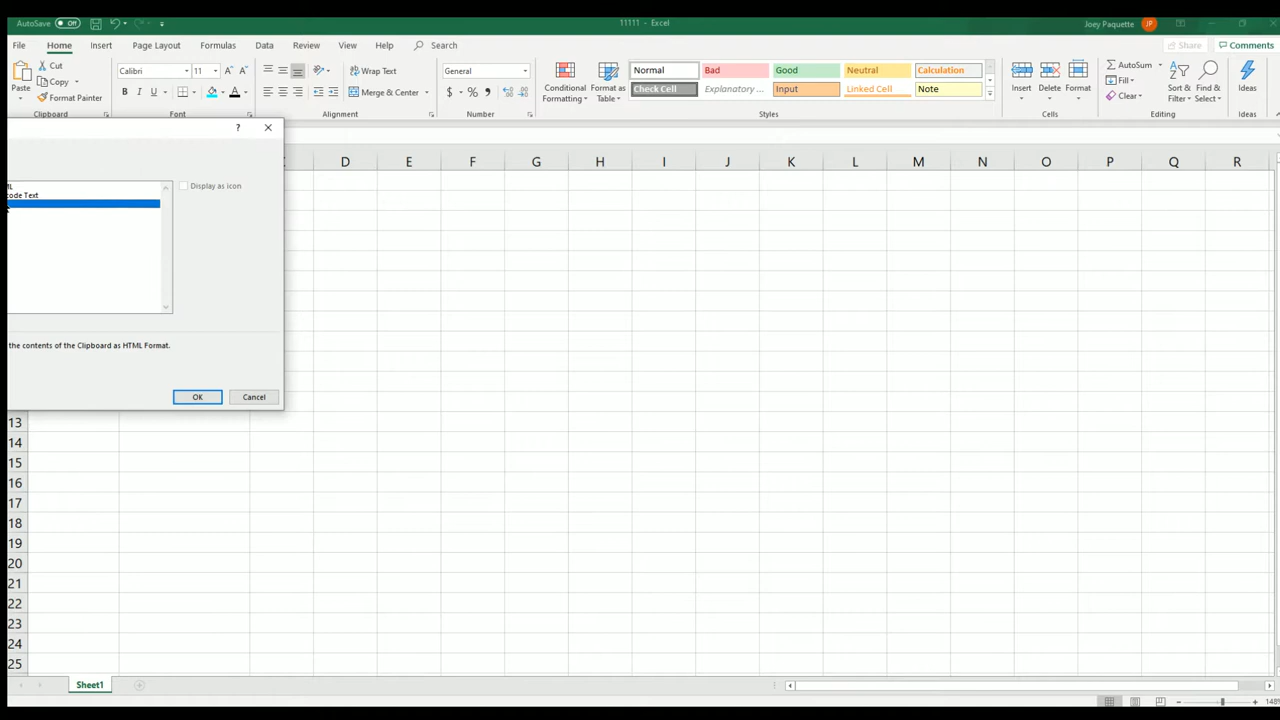 AutoSave Off 11111 - Excel Joey Paquette JP
File Home Insert Page Layout Formulas Data Review View Help Search Share Comments
Cut
Copy
Paste
Format Painter
Calibri 11
B I U A
Wrap Text
Merge & Center
General
$ % ,
Conditional Formatting
Format as Table
Normal Bad Good Neutral Calculation
Check Cell Explanatory ... Input Linked Cell Note
Insert Delete Format
AutoSum
Fill
Clear
Sort & Filter
Find & Select
Ideas
Clipboard Font Alignment Number Styles Cells Editing Ideas
? ×
D E F G H I J K L M N O P Q R
ML
code Text
Display as icon
the contents of the Clipboard as HTML Format.
OK Cancel
13
14
15
16
17
18
19
20
21
22
23
24
25
Sheet1